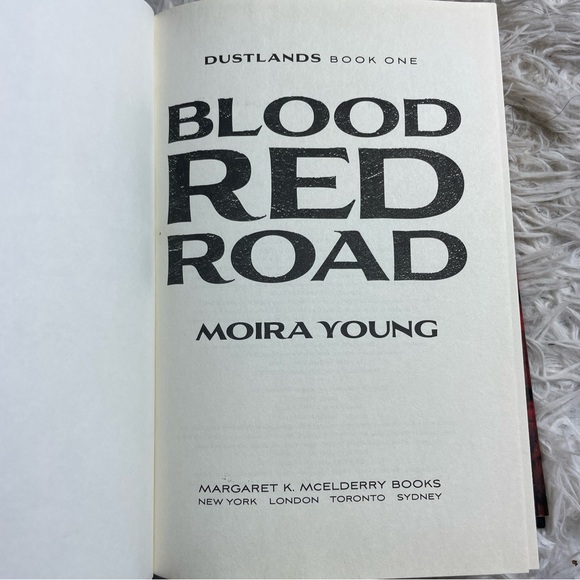 DUSTLANDS BOOK ONE
BLOOD
RED
ROAD
MOIRA YOUNG
MARGARET K. MCELDERRY BOOKS
NEW YORK LONDON TORONTO SYDNEY